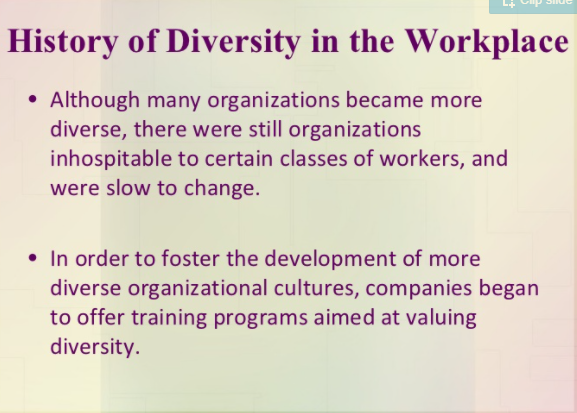 Clip slide
History of Diversity in the Workplace
• Although many organizations became more
diverse, there were still organizations
inhospitable to certain classes of workers, and
were slow to change.
• In order to foster the development of more
diverse organizational cultures, companies began
to offer training programs aimed at valuing
diversity.